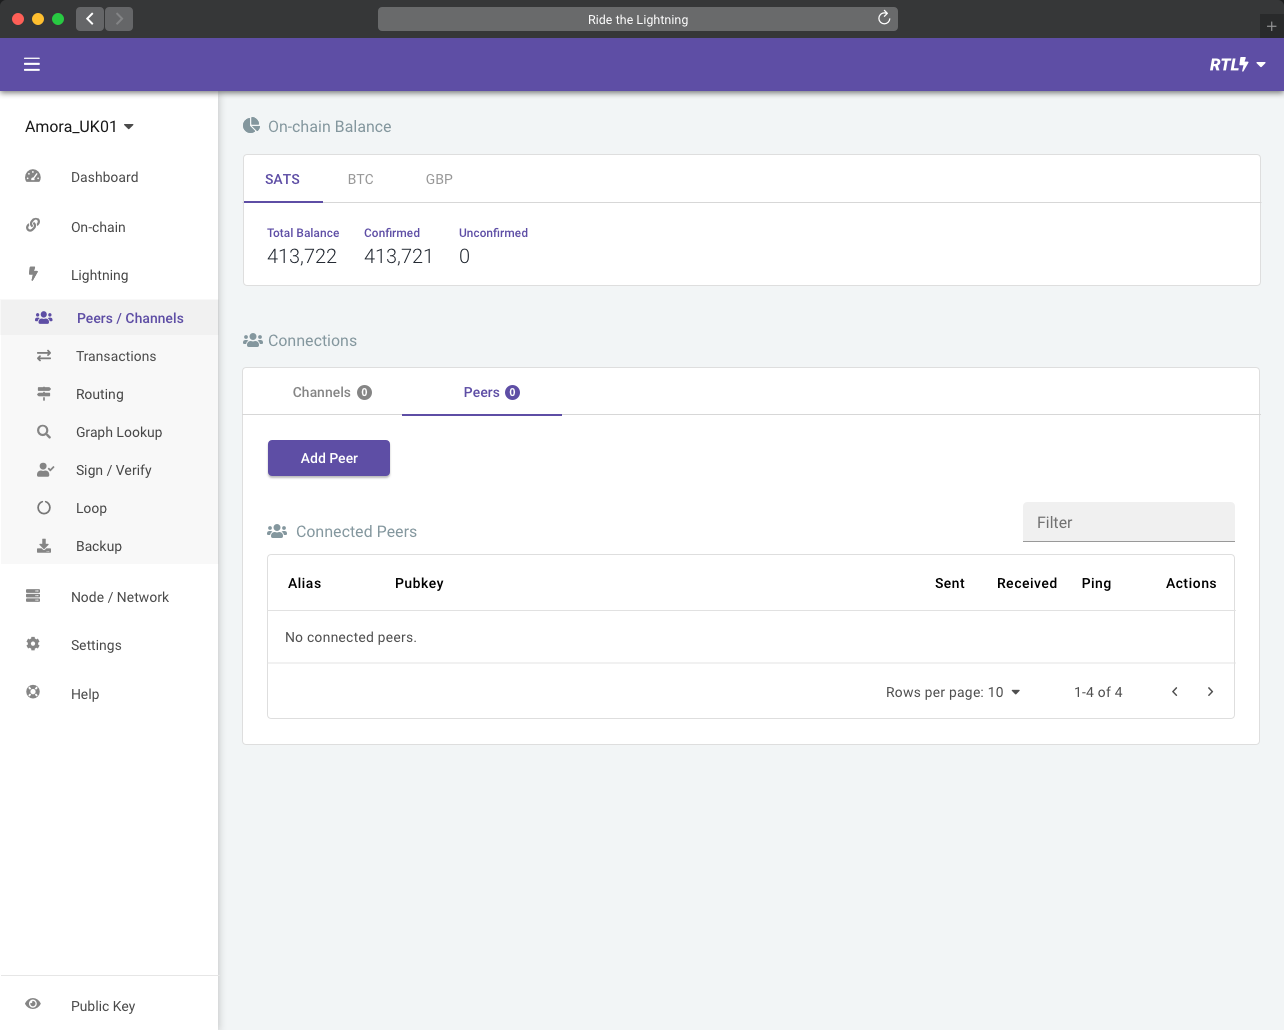 Ride the Lightning
RTL
Amora_UK01
Dashboard
On-chain
Lightning
Peers / Channels
Transactions
Routing
Graph Lookup
Sign / Verify
Loop
Backup
Node / Network
Settings
Help
Public Key
On-chain Balance
SATS BTC GBP
Total Balance Confirmed Unconfirmed
413,722 413,721 0
Connections
Channels 0 Peers 0
Add Peer
Connected Peers Filter
Alias Pubkey Sent Received Ping Actions
No connected peers.
Rows per page: 10 1-4 of 4